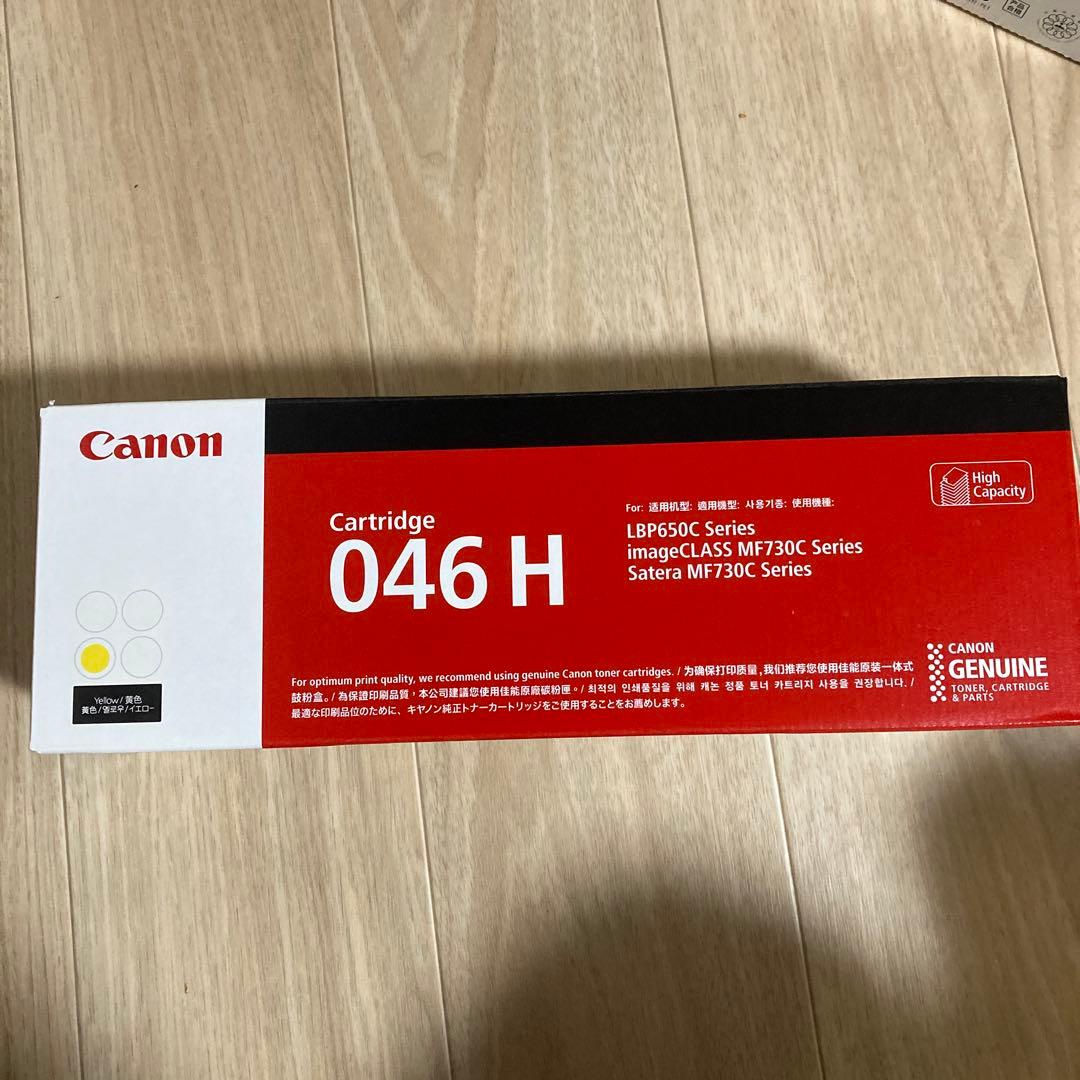 产品
合格
Canon
High
Capacity
Cartridge
046 H
For: 适用机型: 適用機型: 사용기종: 使用機種:
LBP650C Series
imageCLASS MF730C Series
Satera MF730C Series
Yellow / 黄色
黃色 / 옐로우 / イエロー
For optimum print quality, we recommend using genuine Canon toner cartridges. / 为确保打印质量,我们推荐您使用佳能原装一体式
鼓粉盒。/ 為保證印刷品質，本公司建議您使用佳能原廠碳粉匣。/ 최적의 인쇄품질을 위해 캐논 정품 토너 카트리지 사용을 권장합니다. /
最適な印刷品位のために、キヤノン純正トナーカートリッジをご使用することをお薦めします。
CANON
GENUINE
TONER, CARTRIDGE
& PARTS